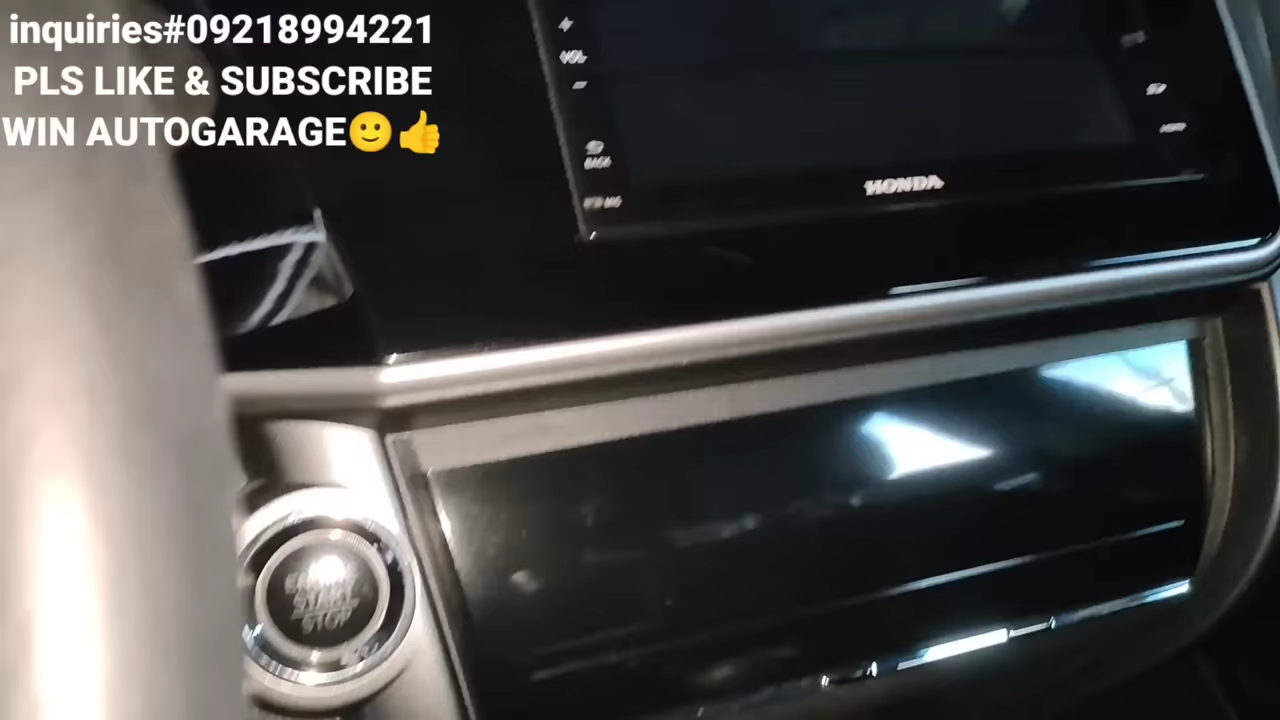 inquiries#09218994221
PLS LIKE & SUBSCRIBE
WIN AUTOGARAGE🙂👍
VOL
BACK
HONDA
ENGINE
START
STOP